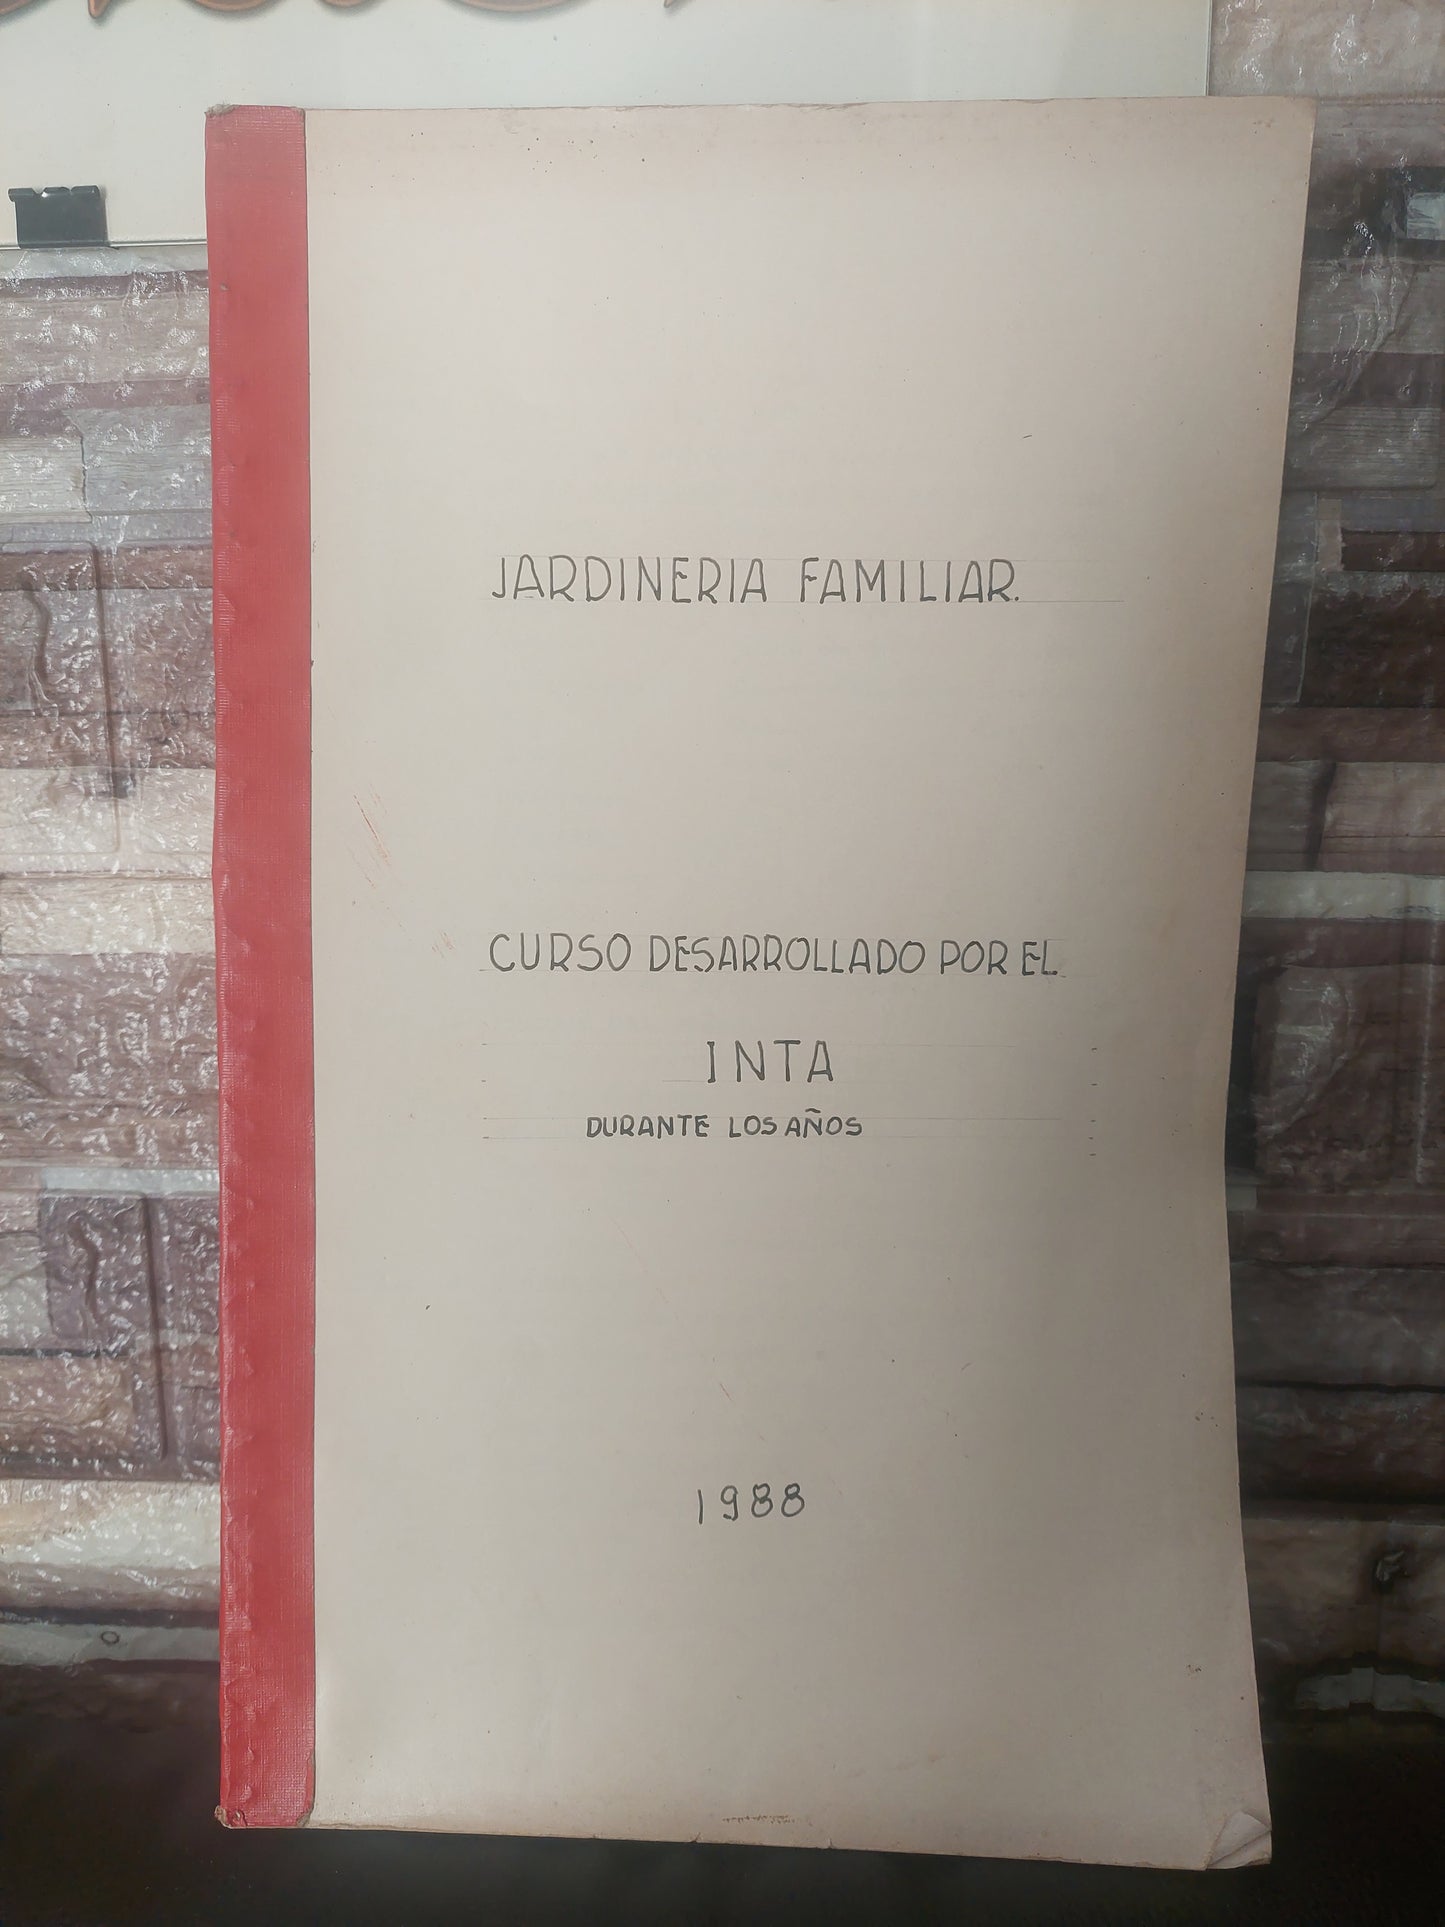 JARDINERIA FAMILIAR.
CURSO DESARROLLADO POR EL
INTA
DURANTE LOS AÑOS
1988